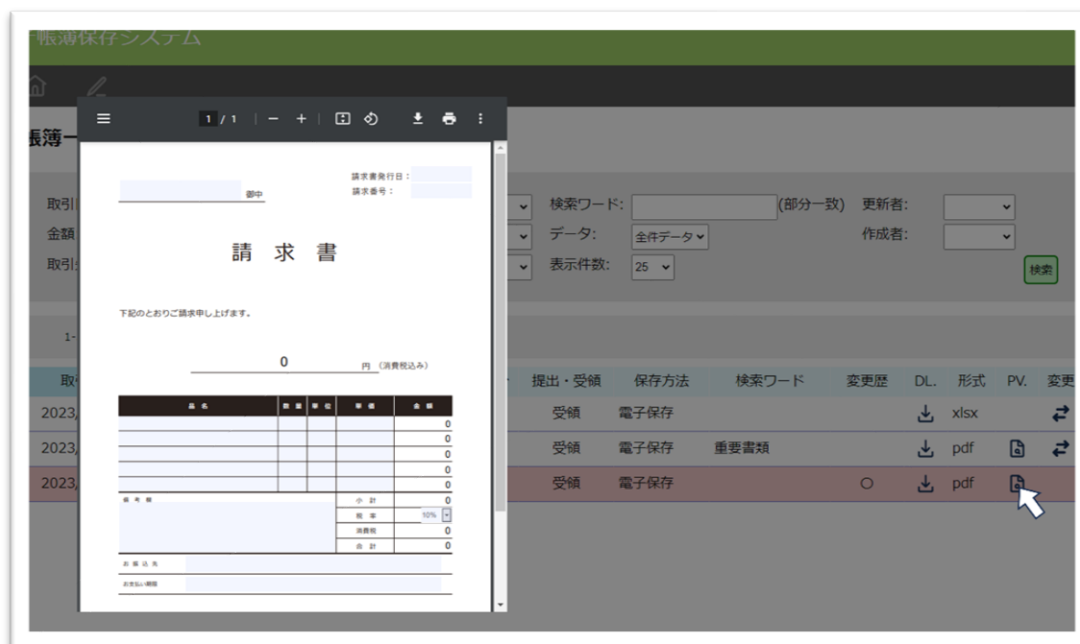 帳簿保存システム
1 / 1
帳簿一
請求書発行日：
請求番号：
御中
請 求 書
下記のとおりご請求申し上げます。
0 円 (消費税込み)
品 名 数 量 単 位 単 価 金 額
0
0
0
0
0
備 考 欄 小 計 0
税 率 10%
消費税 0
合 計 0
お 振 込 先
お支払い期限
取引 検索ワード: (部分一致) 更新者:
金額 データ: 全件データ 作成者:
取引 表示件数: 25
検索
1-
取 提出・受領 保存方法 検索ワード 変更歴 DL. 形式 PV. 変更
2023, 受領 電子保存 xlsx
2023, 受領 電子保存 重要書類 pdf
2023, 受領 電子保存 ○ pdf